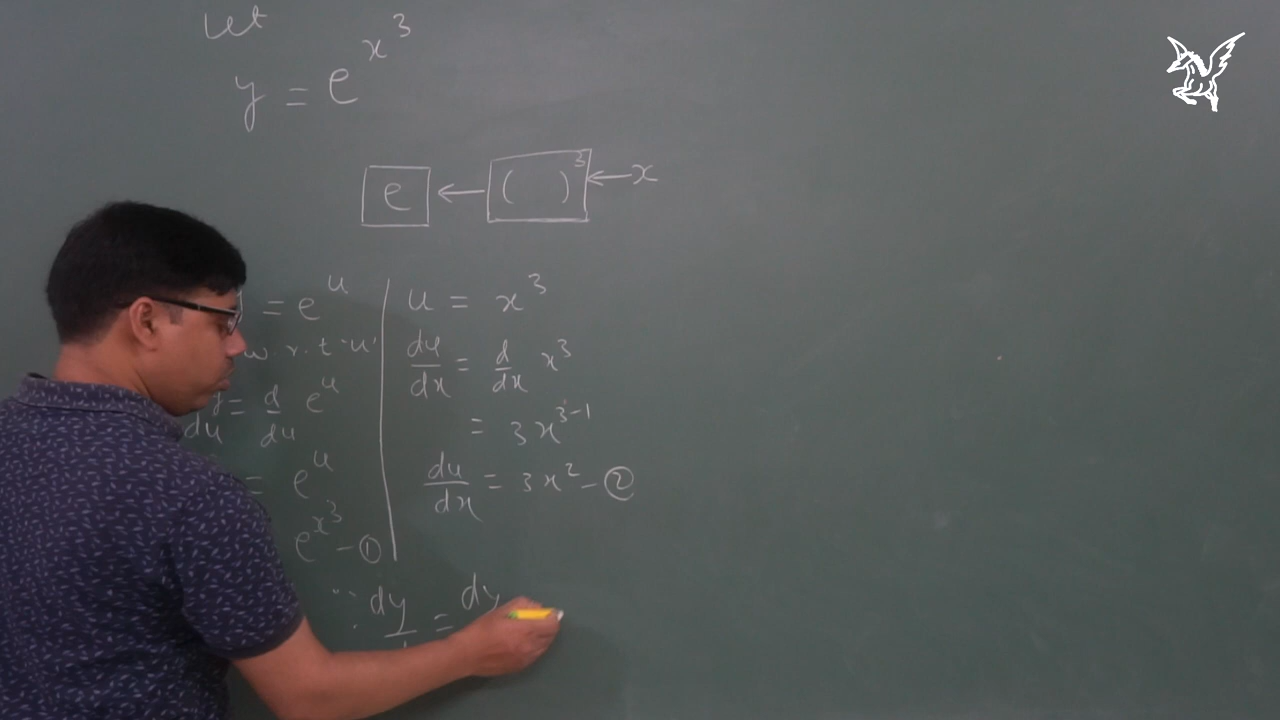 Let
y = e^{x^3}
e ← ( )^3 ← x
= e^u
w.r.t 'u'
du = d/du e^u
= e^u
e^{x^3} - ①
u = x^3
du/dx = d/dx x^3
= 3x^{3-1}
du/dx = 3x^2 - ②
∵ dy = dy